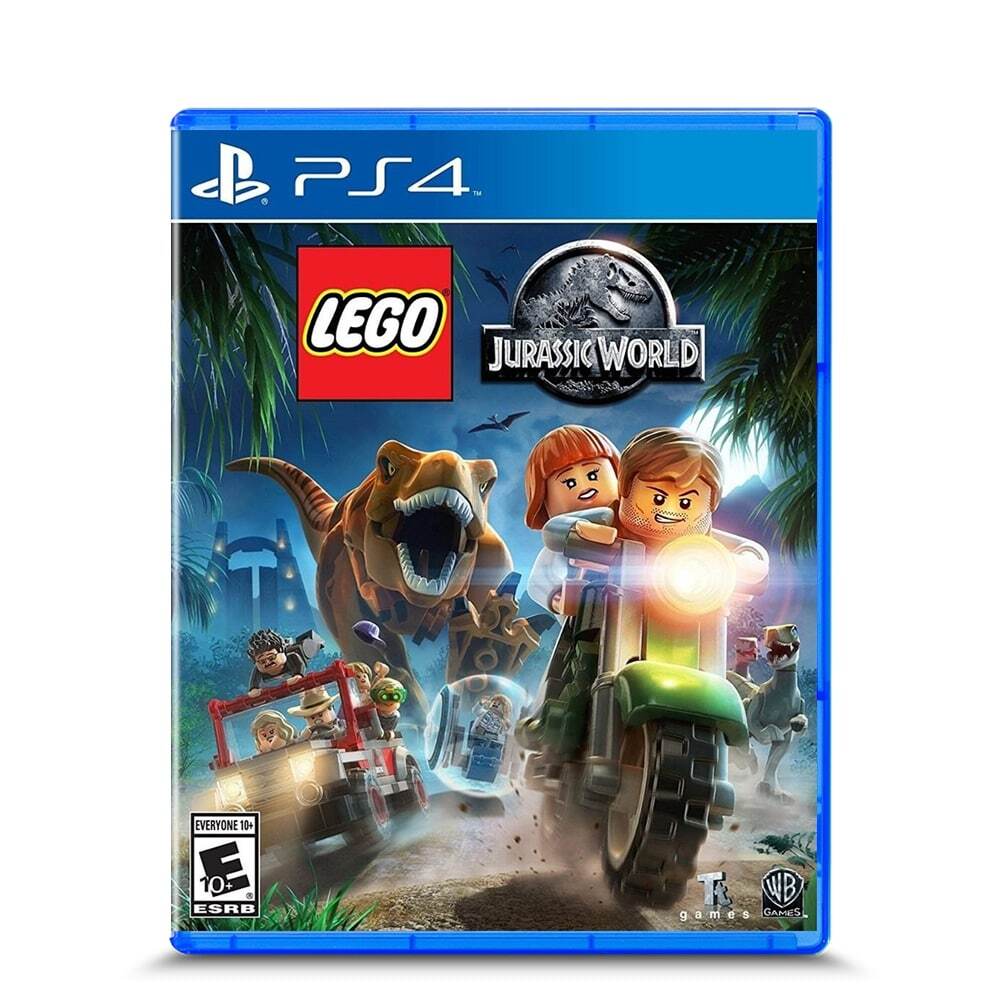 PS4
LEGO
JURASSIC WORLD
EVERYONE 10+
E
10+
ESRB
Tt
games
WB
GAMES